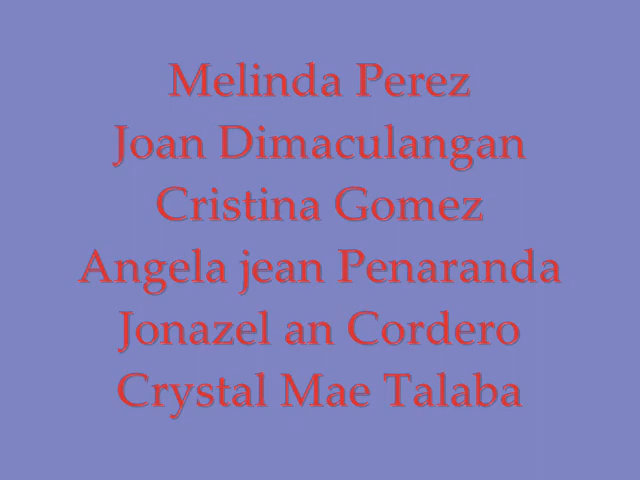 Melinda Perez
Joan Dimaculangan
Cristina Gomez
Angela jean Penaranda
Jonazel an Cordero
Crystal Mae Talaba